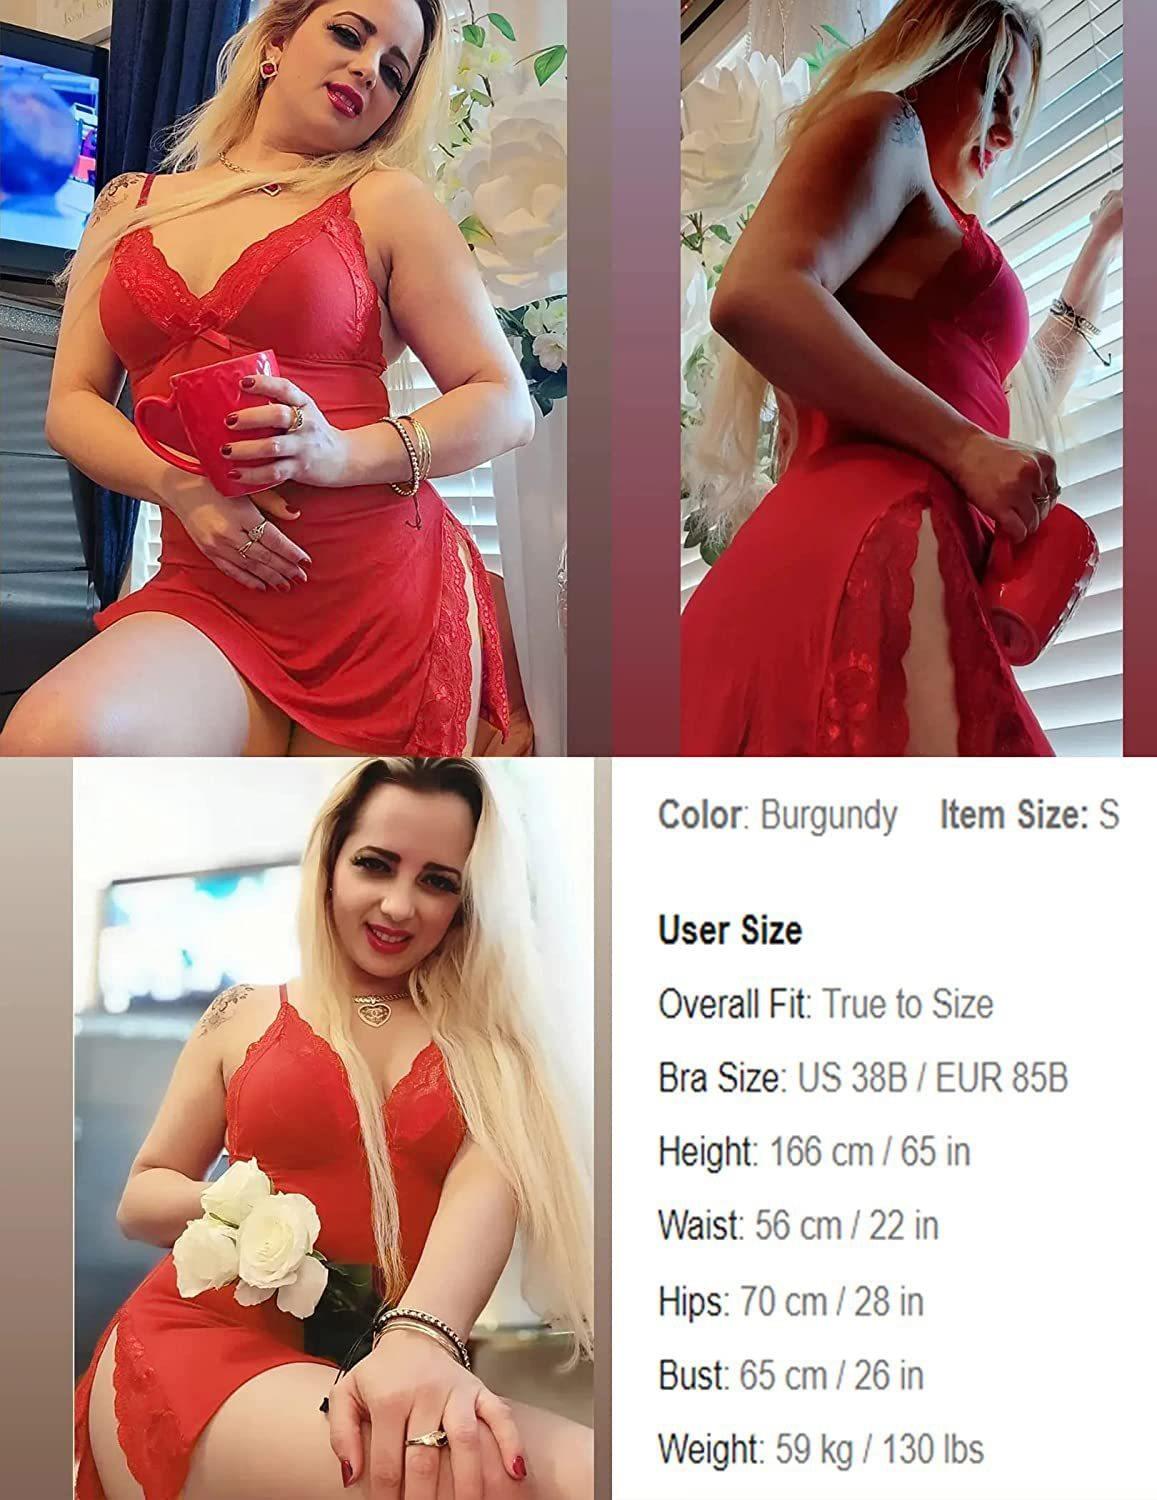 Color: Burgundy Item Size: S
User Size
Overall Fit: True to Size
Bra Size: US 38B / EUR 85B
Height: 166 cm / 65 in
Waist: 56 cm / 22 in
Hips: 70 cm / 28 in
Bust: 65 cm / 26 in
Weight: 59 kg / 130 lbs